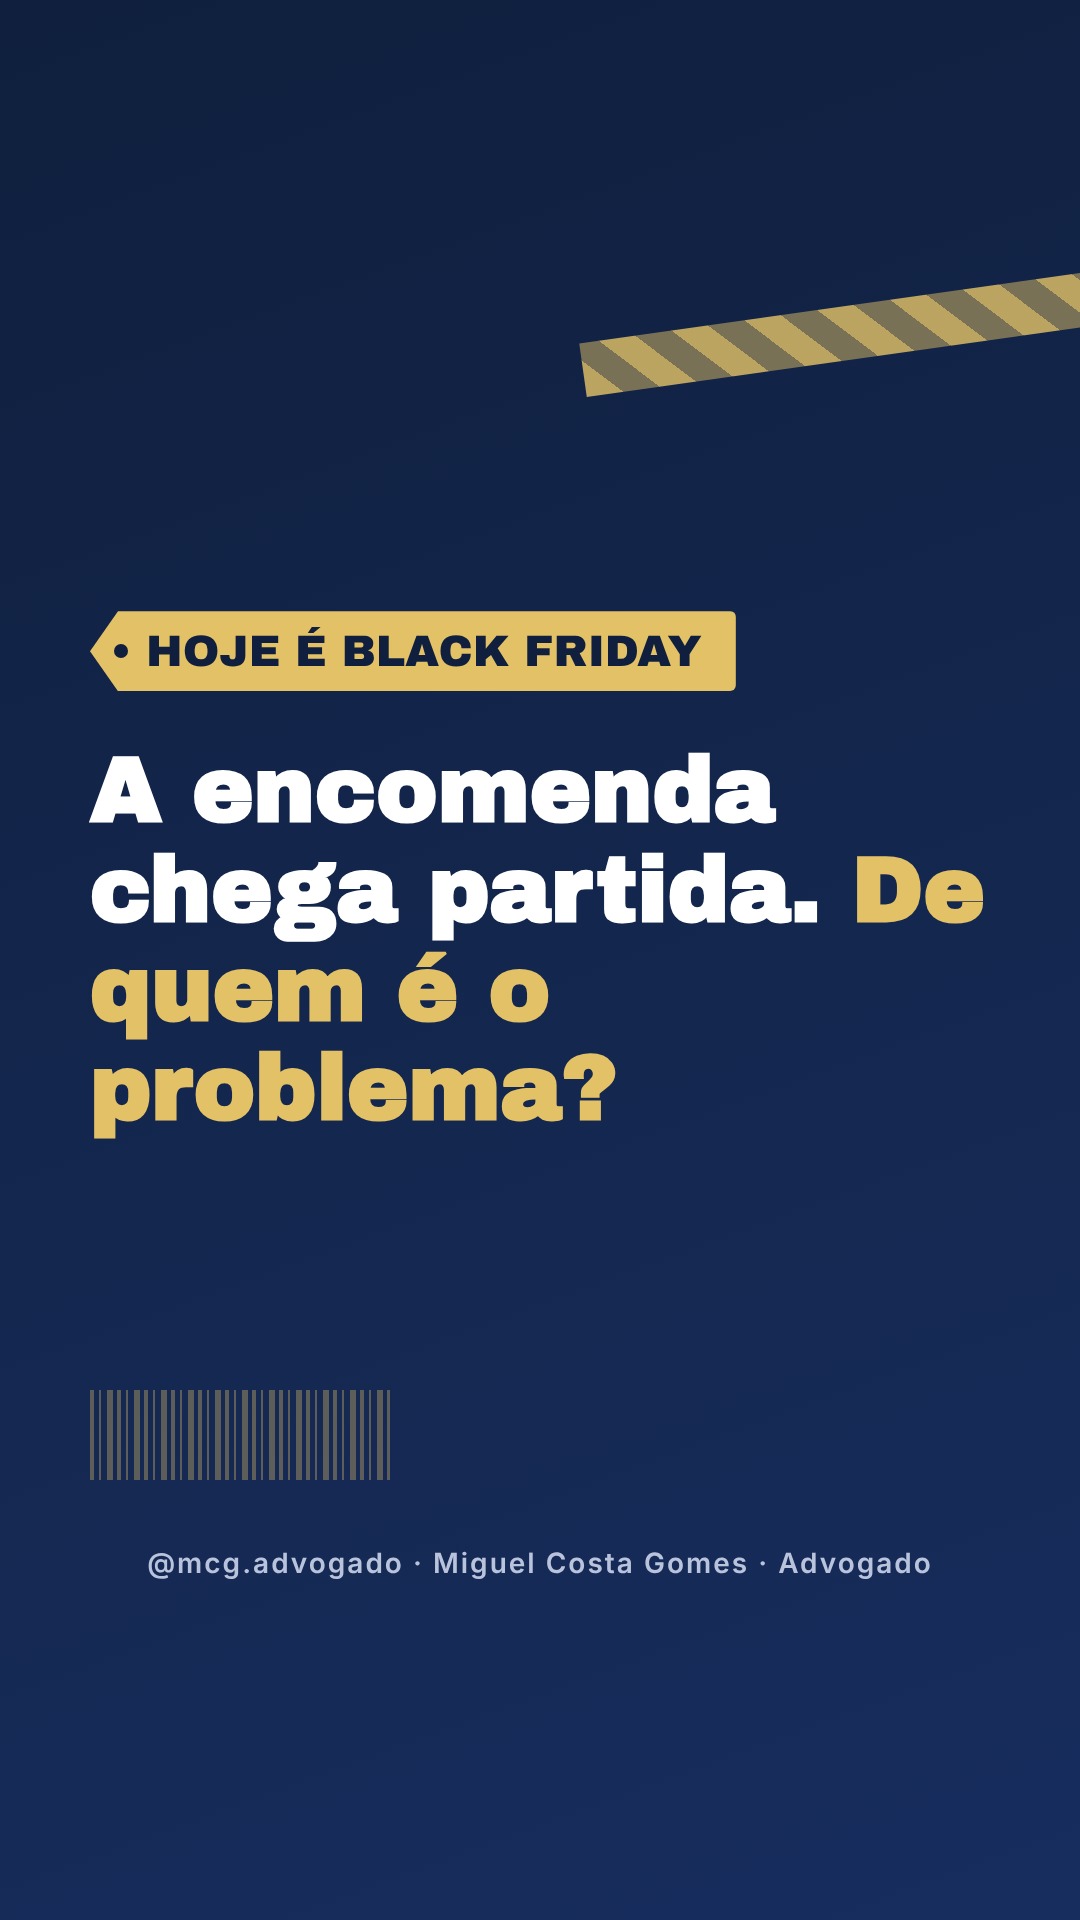 HOJE É BLACK FRIDAY
A encomenda
chega partida. De
quem é o
problema?
@mcg.advogado · Miguel Costa Gomes · Advogado